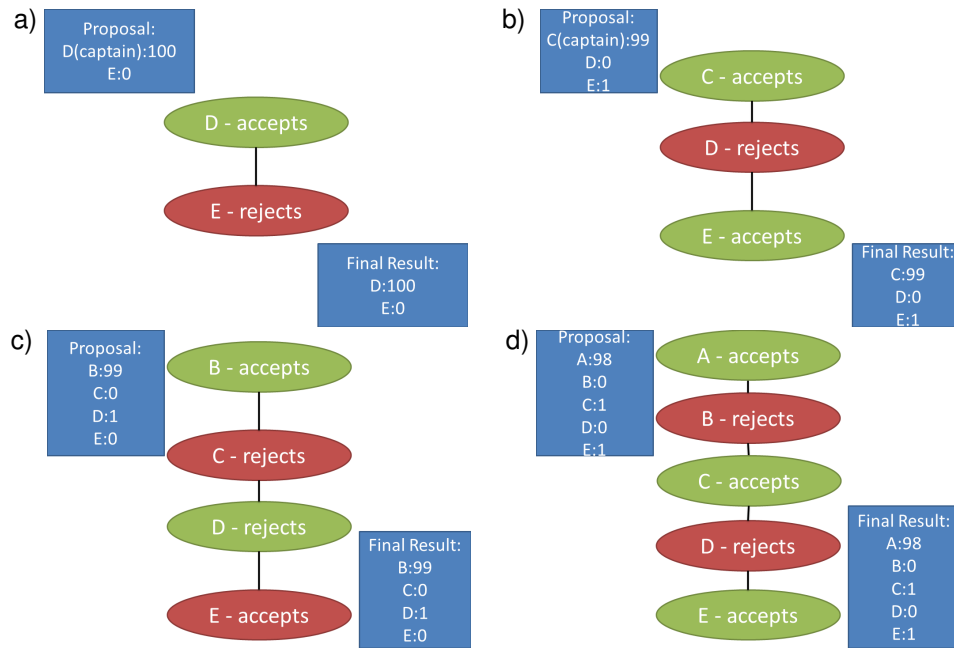 a)
Proposal:
D(captain):100
E:0
D - accepts
E - rejects
Final Result:
D:100
E:0
b)
Proposal:
C(captain):99
D:0
E:1
C - accepts
D - rejects
E - accepts
Final Result:
C:99
D:0
E:1
c)
Proposal:
B:99
C:0
D:1
E:0
B - accepts
C - rejects
D - rejects
E - accepts
Final Result:
B:99
C:0
D:1
E:0
d)
Proposal:
A:98
B:0
C:1
D:0
E:1
A - accepts
B - rejects
C - accepts
D - rejects
E - accepts
Final Result:
A:98
B:0
C:1
D:0
E:1